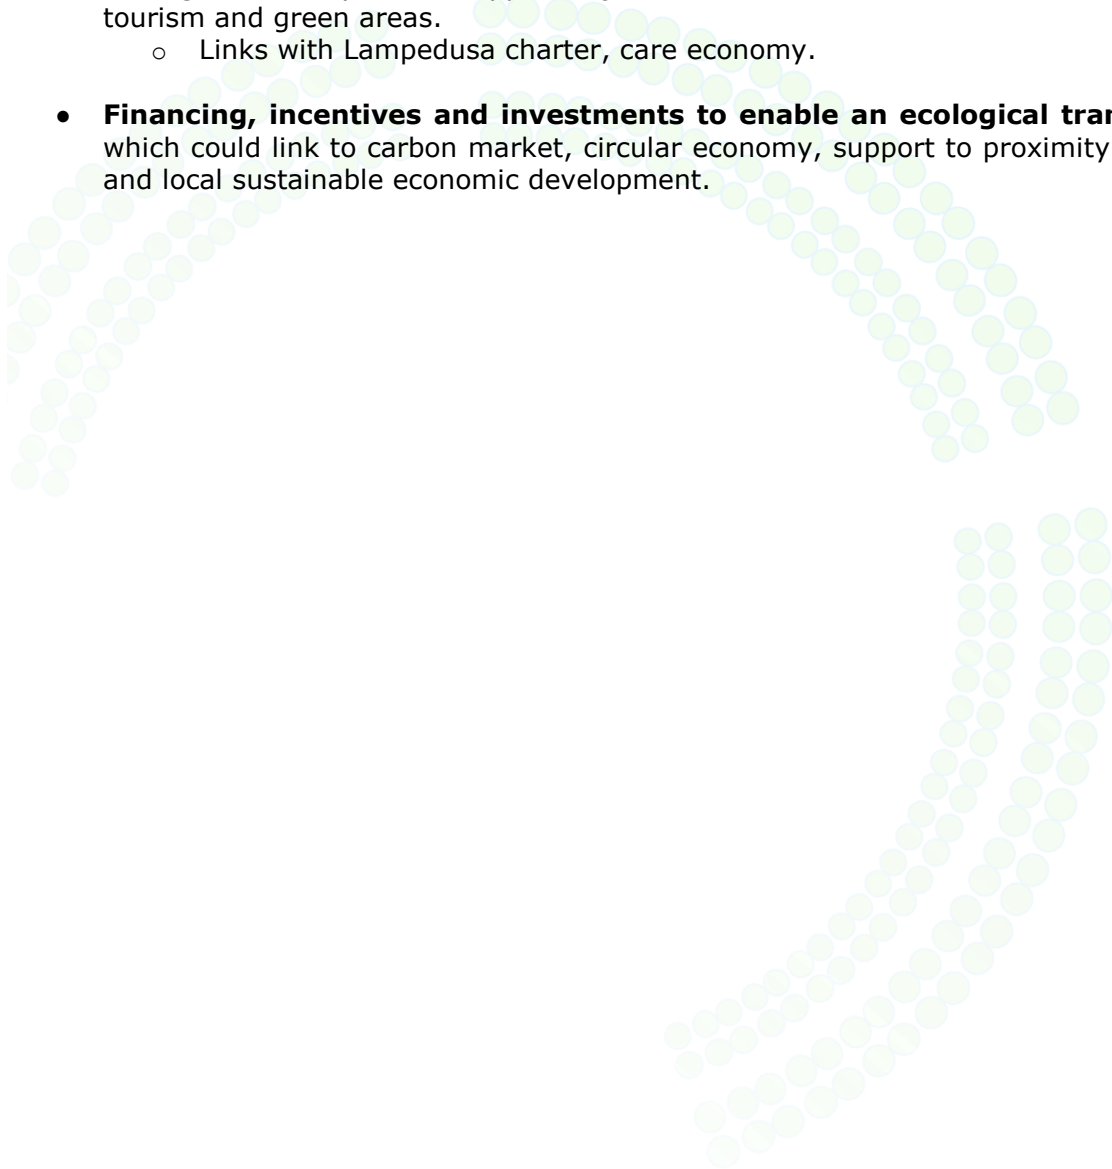 tourism and green areas.
o Links with Lampedusa charter, care economy.
● Financing, incentives and investments to enable an ecological
which could link to carbon market, circular economy, support to proximity
and local sustainable economic development.